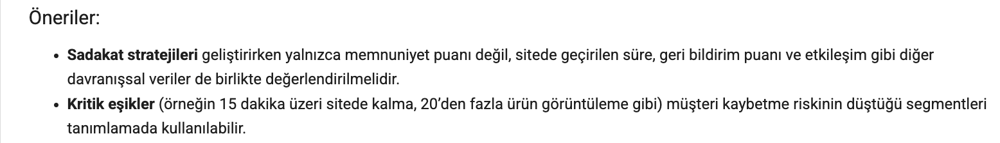 Öneriler:
• Sadakat stratejileri geliştirirken yalnızca memnuniyet puanı değil, sitede geçirilen süre, geri bildirim puanı ve etkileşim gibi diğer
davranışsal veriler de birlikte değerlendirilmelidir.
• Kritik eşikler (örneğin 15 dakika üzeri sitede kalma, 20’den fazla ürün görüntüleme gibi) müşteri kaybetme riskinin düştüğü segmentleri
tanımlamada kullanılabilir.